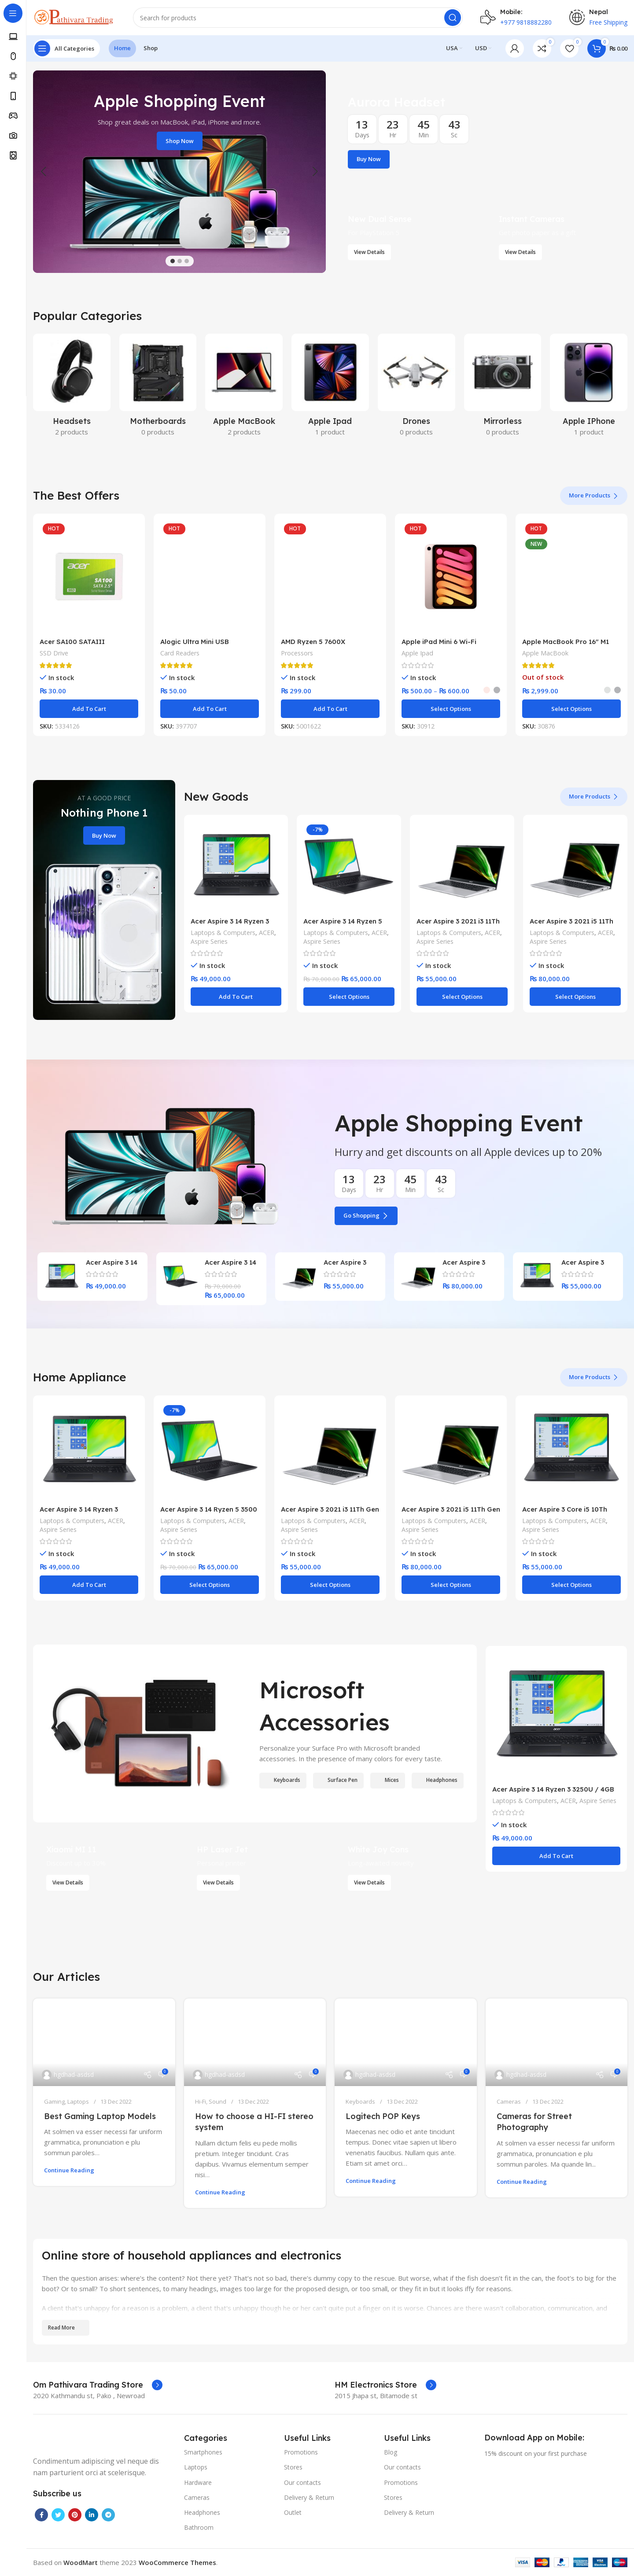 Pathivara Trading
Search for products
Mobile:
+977 9818882280
Nepal
Free Shipping
All Categories
Home
Shop
USA
USD
0
0
0
₨ 0.00
Apple Shopping Event
Shop great deals on MacBook, iPad, iPhone and more.
Shop Now
13 Days
23 Hr
45 Min
43 Sc
Buy Now
View Details
View Details
Popular Categories
Headsets
2 products
Motherboards
0 products
Apple MacBook
2 products
Apple Ipad
1 product
Drones
0 products
Mirrorless
0 products
Apple IPhone
1 product
The Best Offers
More Products
HOT
acer
SA100
Acer SA100 SATAIII
SSD Drive
In stock
₨ 30.00
Add To Cart
SKU: 5334126
HOT
Alogic Ultra Mini USB
Card Readers
In stock
₨ 50.00
Add To Cart
SKU: 397707
HOT
AMD Ryzen 5 7600X
Processors
In stock
₨ 299.00
Add To Cart
SKU: 5001622
HOT
Apple iPad Mini 6 Wi-Fi
Apple Ipad
In stock
₨ 500.00 – ₨ 600.00
Select Options
SKU: 30912
HOT
NEW
Apple MacBook Pro 16" M1
Apple MacBook
Out of stock
₨ 2,999.00
Select Options
SKU: 30876
AT A GOOD PRICE
Nothing Phone 1
Buy Now
New Goods
More Products
Acer Aspire 3 14 Ryzen 3
Laptops & Computers, ACER,
Aspire Series
In stock
₨ 49,000.00
Add To Cart
-7%
Acer Aspire 3 14 Ryzen 5
Laptops & Computers, ACER,
Aspire Series
In stock
₨ 70,000.00 ₨ 65,000.00
Select Options
Acer Aspire 3 2021 i3 11Th
Laptops & Computers, ACER,
Aspire Series
In stock
₨ 55,000.00
Select Options
Acer Aspire 3 2021 i5 11Th
Laptops & Computers, ACER,
Aspire Series
In stock
₨ 80,000.00
Select Options
Apple Shopping Event
Hurry and get discounts on all Apple devices up to 20%
13 Days
23 Hr
45 Min
43 Sc
Go Shopping
Acer Aspire 3 14
₨ 49,000.00
Acer Aspire 3 14
₨ 70,000.00
₨ 65,000.00
Acer Aspire 3
₨ 55,000.00
Acer Aspire 3
₨ 80,000.00
Acer Aspire 3
₨ 55,000.00
Home Appliance
More Products
Acer Aspire 3 14 Ryzen 3
Laptops & Computers, ACER,
Aspire Series
In stock
₨ 49,000.00
Add To Cart
-7%
Acer Aspire 3 14 Ryzen 5 3500
Laptops & Computers, ACER,
Aspire Series
In stock
₨ 70,000.00 ₨ 65,000.00
Select Options
Acer Aspire 3 2021 i3 11Th Gen
Laptops & Computers, ACER,
Aspire Series
In stock
₨ 55,000.00
Select Options
Acer Aspire 3 2021 i5 11Th Gen
Laptops & Computers, ACER,
Aspire Series
In stock
₨ 80,000.00
Select Options
Acer Aspire 3 Core i5 10Th
Laptops & Computers, ACER,
Aspire Series
In stock
₨ 55,000.00
Select Options
Microsoft
Accessories
Personalize your Surface Pro with Microsoft branded
accessories. In the presence of many colors for every taste.
Keyboards
Surface Pen
Mices
Headphones
View Details
View Details
View Details
Acer Aspire 3 14 Ryzen 3 3250U / 4GB
Laptops & Computers, ACER, Aspire Series
In stock
₨ 49,000.00
Add To Cart
Our Articles
Gaming, Laptops / 13 Dec 2022
Best Gaming Laptop Models
At solmen va esser necessi far uniform
grammatica, pronunciation e plu
sommun paroles...
Continue Reading
Hi-Fi, Sound / 13 Dec 2022
How to choose a HI-FI stereo
system
Nullam dictum felis eu pede mollis
pretium. Integer tincidunt. Cras
dapibus. Vivamus elementum semper
nisi...
Continue Reading
Keyboards / 13 Dec 2022
Logitech POP Keys
Maecenas nec odio et ante tincidunt
tempus. Donec vitae sapien ut libero
venenatis faucibus. Nullam quis ante.
Etiam sit amet orci...
Continue Reading
Cameras / 13 Dec 2022
Cameras for Street
Photography
At solmen va esser necessi far uniform
grammatica, pronunciation e plu
sommun paroles. Ma quande lin...
Continue Reading
Online store of household appliances and electronics
Then the question arises: where's the content? Not there yet? That's not so bad, there's dummy copy to the rescue. But worse, what if the fish doesn't fit in the can, the foot's to big for the
boot? Or to small? To short sentences, to many headings, images too large for the proposed design, or too small, or they fit in but it looks iffy for reasons.
A client that's unhappy for a reason is a problem, a client that's unhappy though he or her can't quite put a finger on it is worse. Chances are there wasn't collaboration, communication, and
Read More
Om Pathivara Trading Store
2020 Kathmandu st, Pako , Newroad
HM Electronics Store
2015 Jhapa st, Bitamode st
Condimentum adipiscing vel neque dis
nam parturient orci at scelerisque.
Subscribe us
Categories
Smartphones
Laptops
Hardware
Cameras
Headphones
Bathroom
Useful Links
Promotions
Stores
Our contacts
Delivery & Return
Outlet
Useful Links
Blog
Our contacts
Promotions
Stores
Delivery & Return
Download App on Mobile:
15% discount on your first purchase
Based on WoodMart theme 2023 WooCommerce Themes.
VISA
PayPal